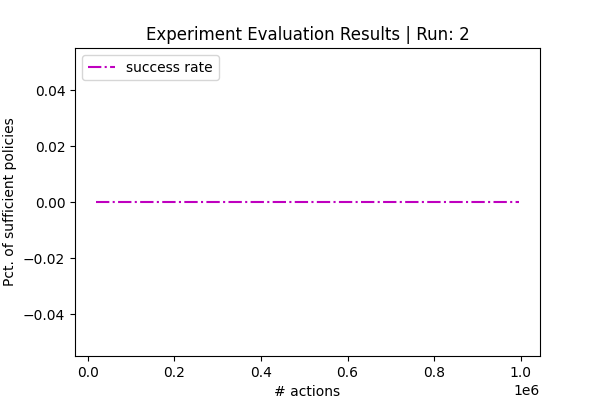 Experiment Evaluation Results | Run: 2
success rate
Pct. of sufficient policies
0.04
0.02
0.00
−0.02
−0.04
0.0 0.2 0.4 0.6 0.8 1.0
1e6
# actions